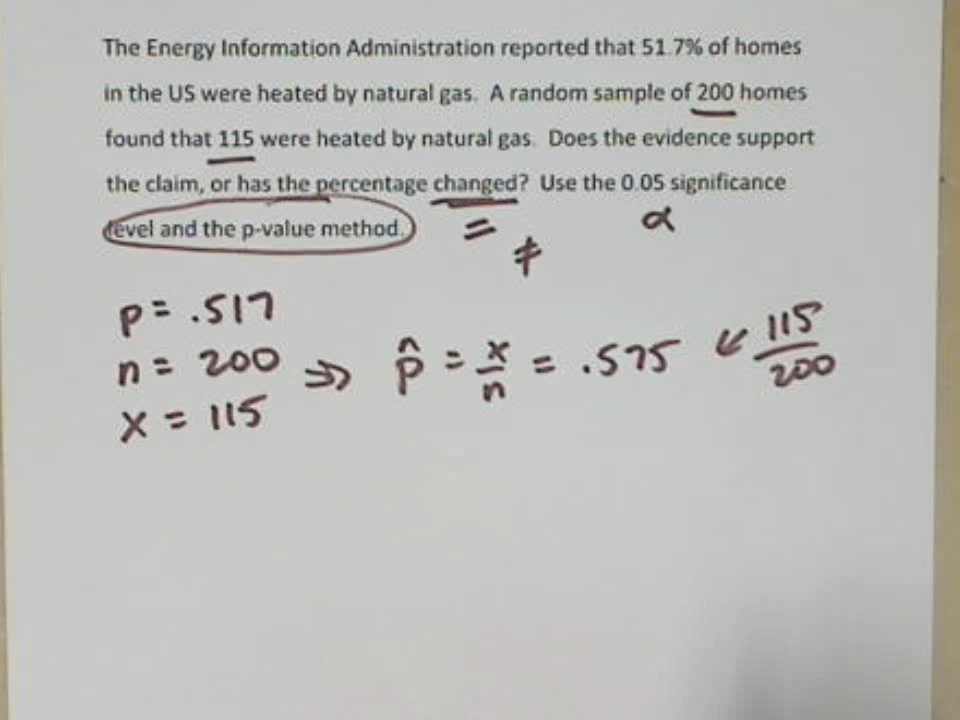 The Energy Information Administration reported that 51.7% of homes
in the US were heated by natural gas. A random sample of 200 homes
found that 115 were heated by natural gas. Does the evidence support
the claim, or has the percentage changed? Use the 0.05 significance
level and the p-value method.
= ≠ α
p = .517
n = 200 ⇒ p̂ = x/n = .575 ↙ 115/200
x = 115